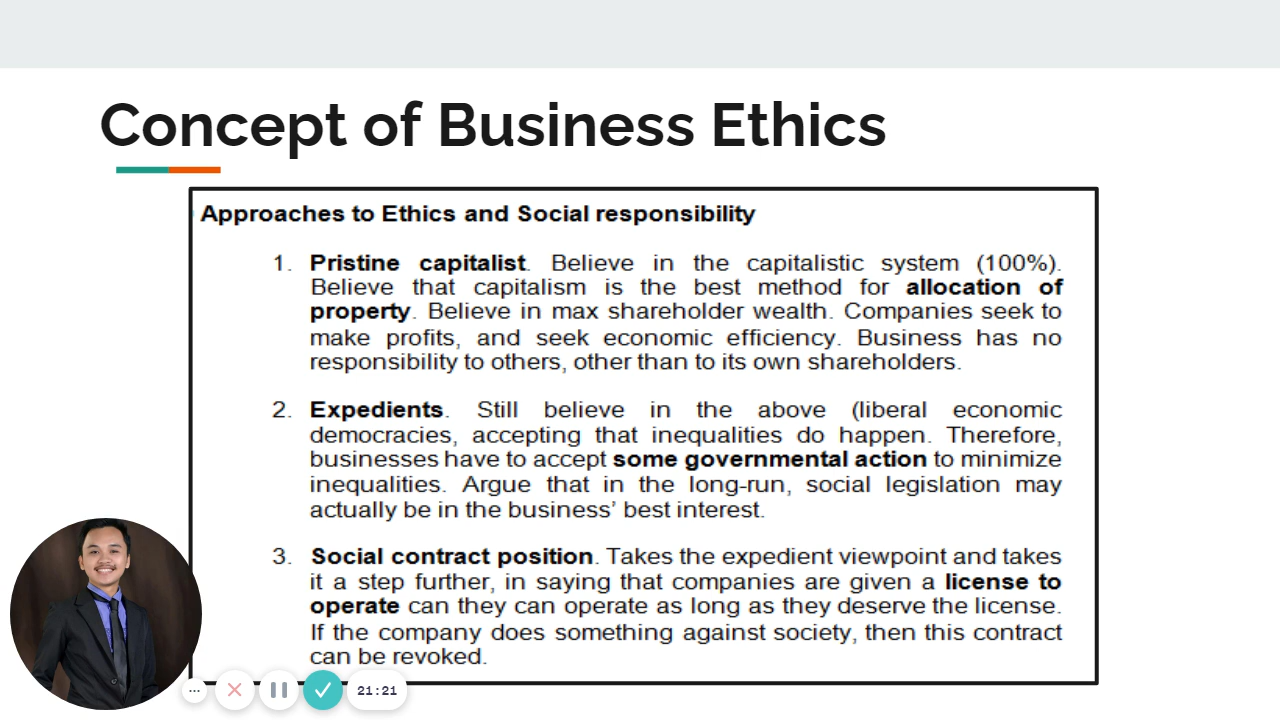 Concept of Business Ethics
Approaches to Ethics and Social responsibility
1. Pristine capitalist. Believe in the capitalistic system (100%).
Believe that capitalism is the best method for allocation of
property. Believe in max shareholder wealth. Companies seek to
make profits, and seek economic efficiency. Business has no
responsibility to others, other than to its own shareholders.
2. Expedients. Still believe in the above (liberal economic
democracies, accepting that inequalities do happen. Therefore,
businesses have to accept some governmental action to minimize
inequalities. Argue that in the long-run, social legislation may
actually be in the business’ best interest.
3. Social contract position. Takes the expedient viewpoint and takes
it a step further, in saying that companies are given a license to
operate can they can operate as long as they deserve the license.
If the company does something against society, then this contract
can be revoked.
21:21